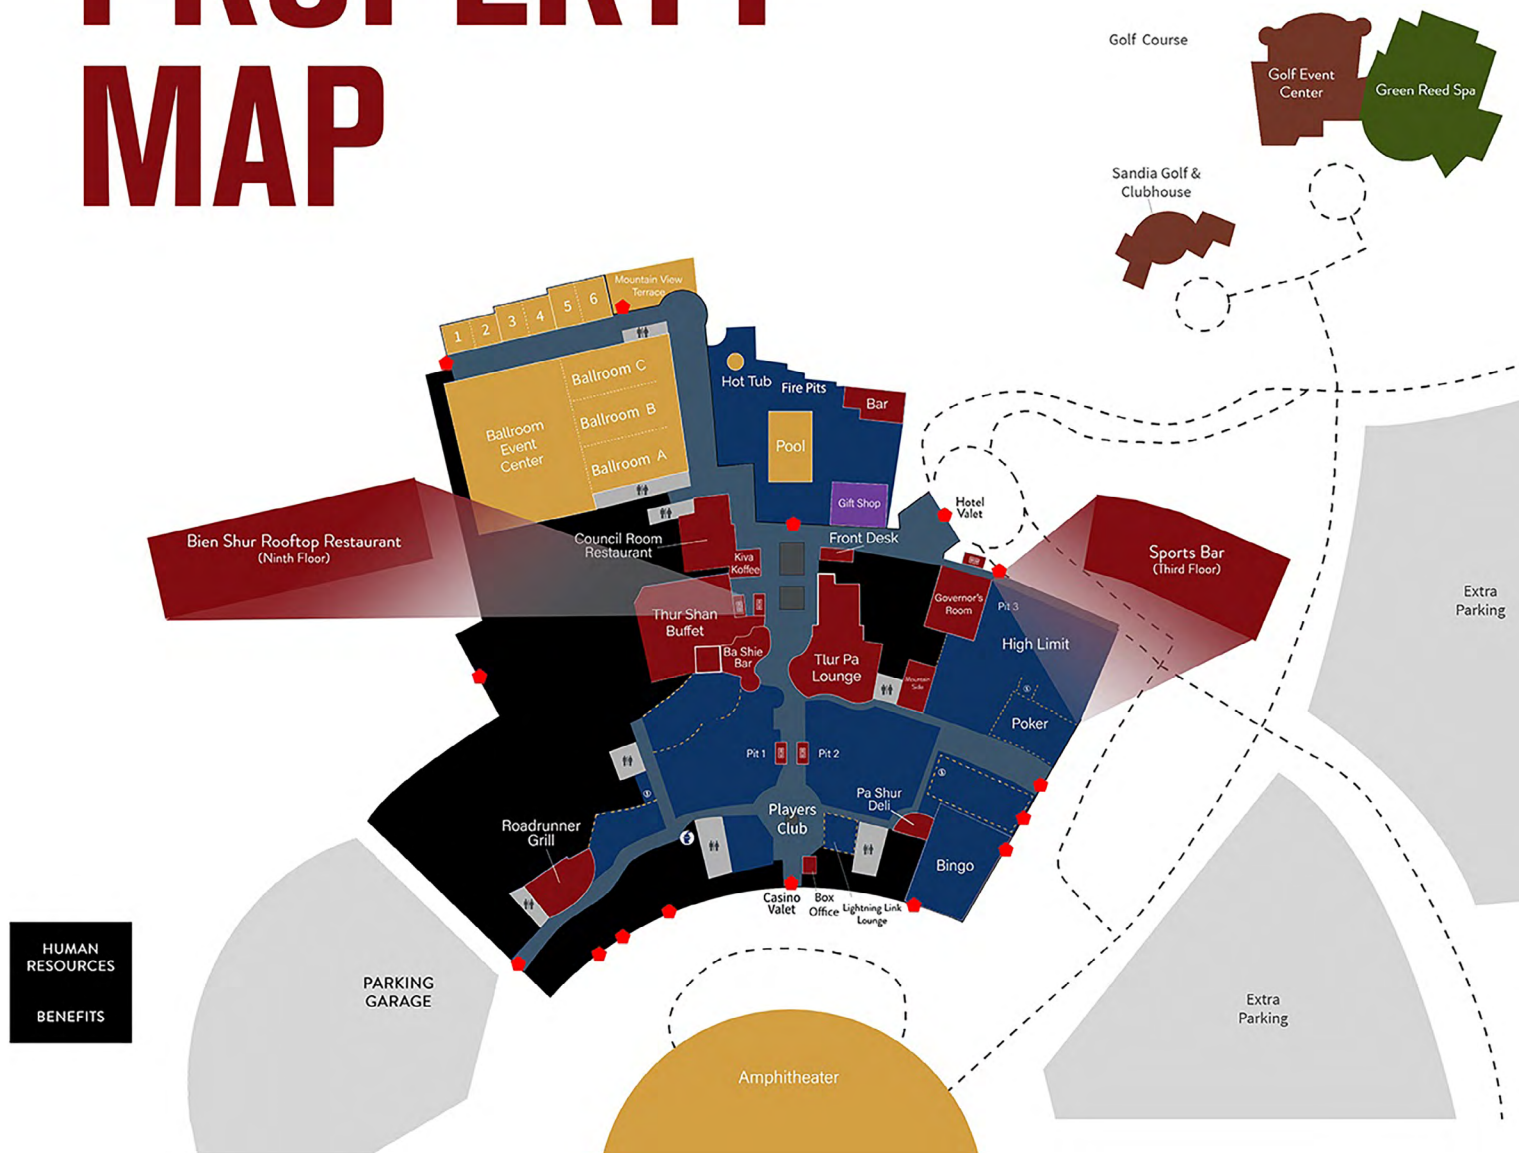 PROPERTY
MAP
Golf Course
Golf Event
Center
Green Reed Spa
Sandia Golf &
Clubhouse
Mountain View
Terrace
1
2
3
4
5
6
Ballroom C
Ballroom B
Ballroom A
Ballroom
Event
Center
Hot Tub
Fire Pits
Bar
Pool
Gift Shop
Hotel
Valet
Bien Shur Rooftop Restaurant
(Ninth Floor)
Council Room
Restaurant
Kiva
Koffee
Front Desk
Sports Bar
(Third Floor)
Governor's
Room
Pit 3
High Limit
Thur Shan
Buffet
Ba Shie
Bar
Tlur Pa
Lounge
Mountain
Side
Poker
Extra
Parking
Pit 1
Pit 2
Players
Club
Pa Shur
Deli
Roadrunner
Grill
Bingo
Casino
Valet
Box
Office
Lightning Link
Lounge
HUMAN
RESOURCES
BENEFITS
PARKING
GARAGE
Amphitheater
Extra
Parking